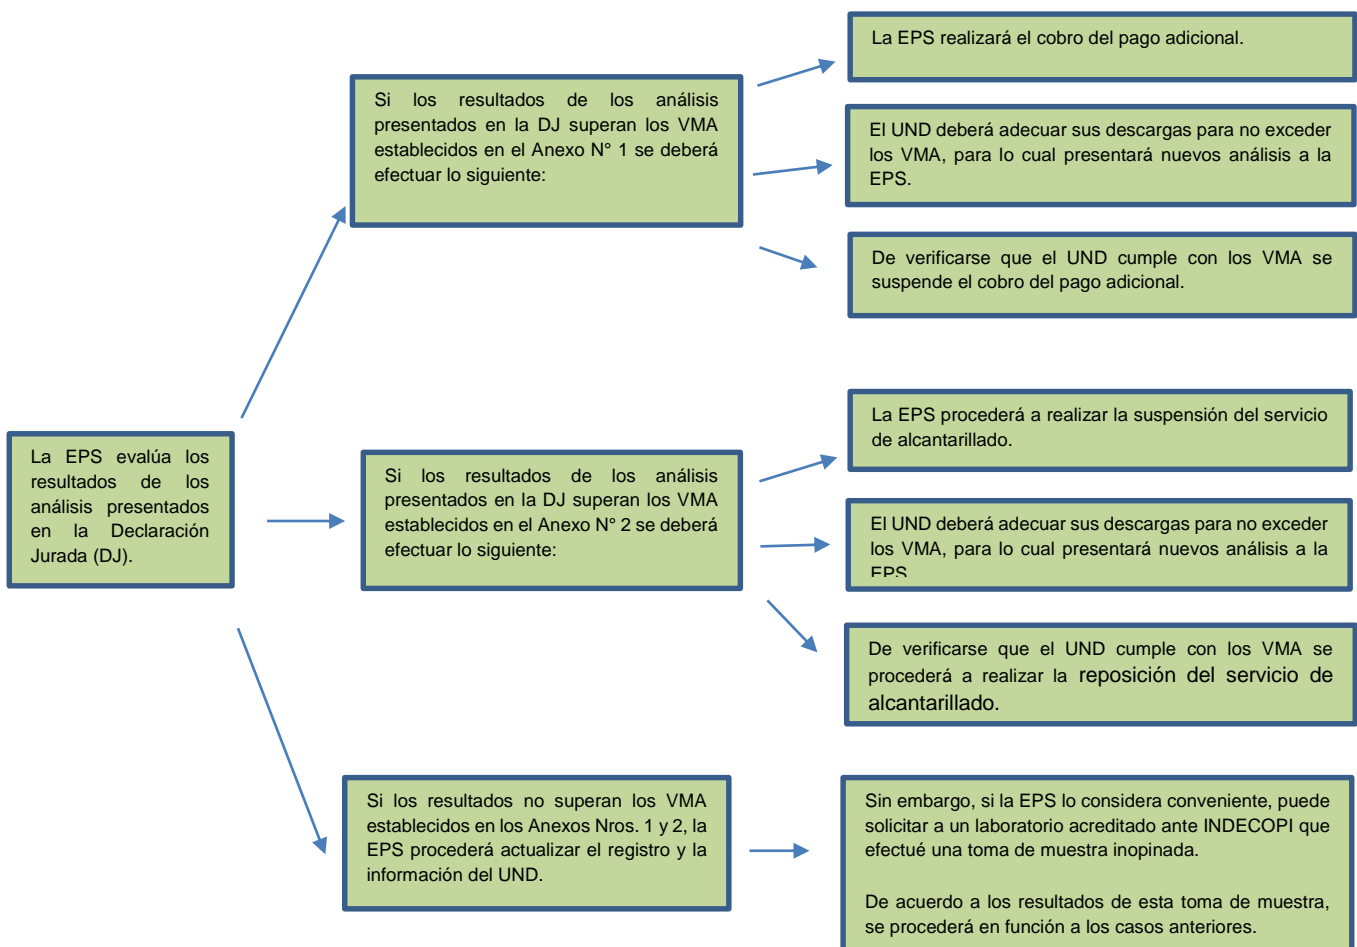 La EPS evalúa los
resultados de los
análisis presentados
en la Declaración
Jurada (DJ).
Si los resultados de los análisis
presentados en la DJ superan los VMA
establecidos en el Anexo N° 1 se deberá
efectuar lo siguiente:
La EPS realizará el cobro del pago adicional.
El UND deberá adecuar sus descargas para no exceder
los VMA, para lo cual presentará nuevos análisis a la
EPS.
De verificarse que el UND cumple con los VMA se
suspende el cobro del pago adicional.
Si los resultados de los análisis
presentados en la DJ superan los VMA
establecidos en el Anexo N° 2 se deberá
efectuar lo siguiente:
La EPS procederá a realizar la suspensión del servicio
de alcantarillado.
El UND deberá adecuar sus descargas para no exceder
los VMA, para lo cual presentará nuevos análisis a la
EPS
De verificarse que el UND cumple con los VMA se
procederá a realizar la reposición del servicio de
alcantarillado.
Si los resultados no superan los VMA
establecidos en los Anexos Nros. 1 y 2, la
EPS procederá actualizar el registro y la
información del UND.
Sin embargo, si la EPS lo considera conveniente, puede
solicitar a un laboratorio acreditado ante INDECOPI que
efectué una toma de muestra inopinada.
De acuerdo a los resultados de esta toma de muestra,
se procederá en función a los casos anteriores.